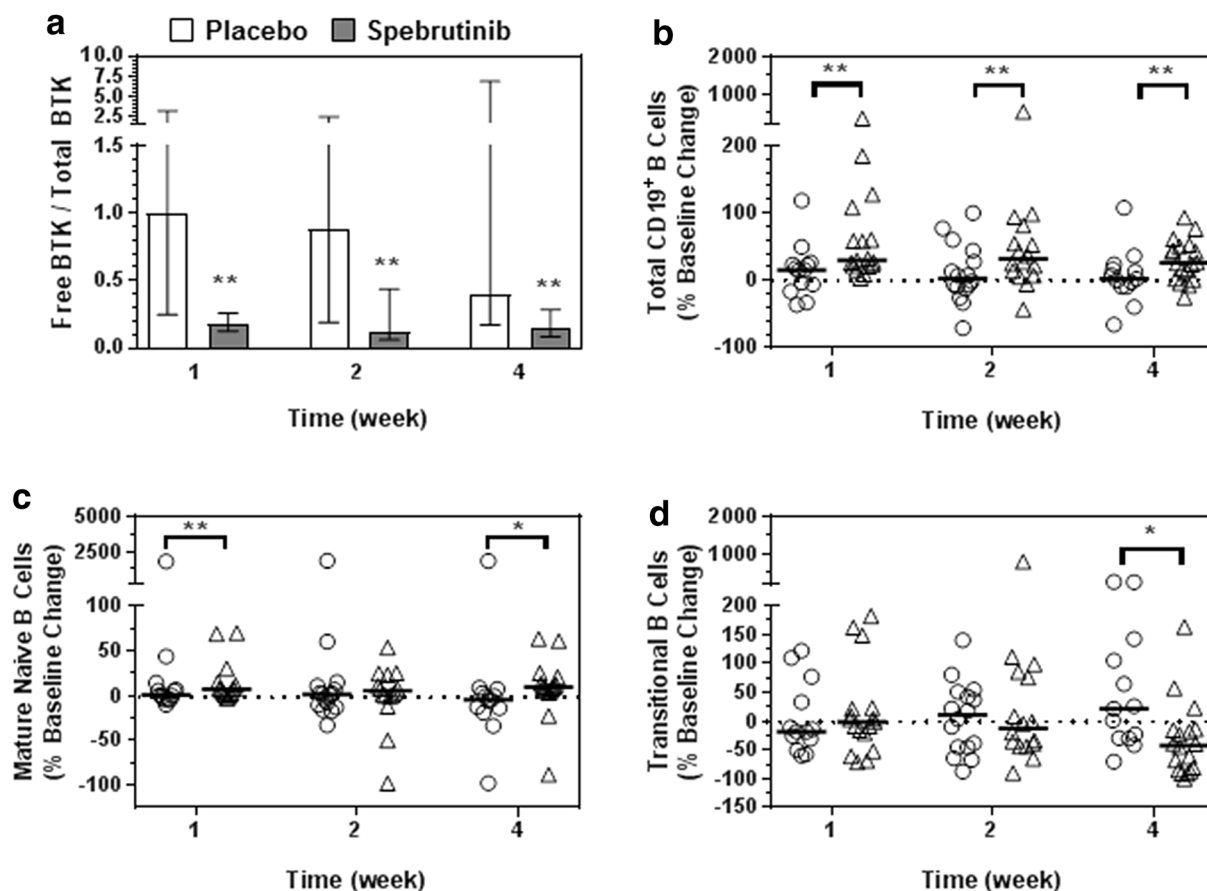 a
Placebo Spebrutinib
Free BTK / Total BTK
10.0
7.5
5.0
2.5
1.5
1.0
0.5
0.0
**
**
**
1 2 4
Time (week)
b
Total CD19+ B Cells
(% Baseline Change)
2000
1000
200
100
0
-100
**
**
**
1 2 4
Time (week)
c
Mature Naive B Cells
(% Baseline Change)
5000
2500
100
50
0
-50
-100
**
*
1 2 4
Time (week)
d
Transitional B Cells
(% Baseline Change)
2000
1000
200
150
100
50
0
-50
-100
-150
*
1 2 4
Time (week)